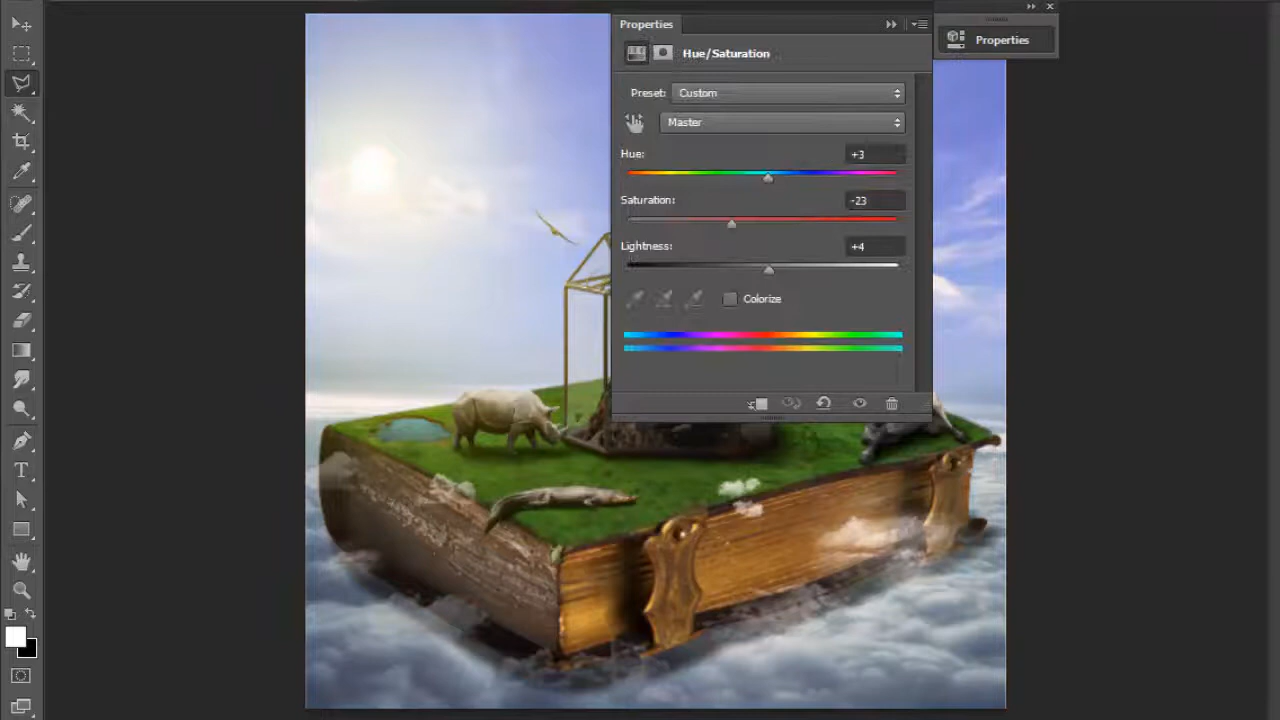 Properties
Properties
Hue/Saturation
Preset: Custom
Master
Hue: +3
Saturation: -23
Lightness: +4
Colorize
T